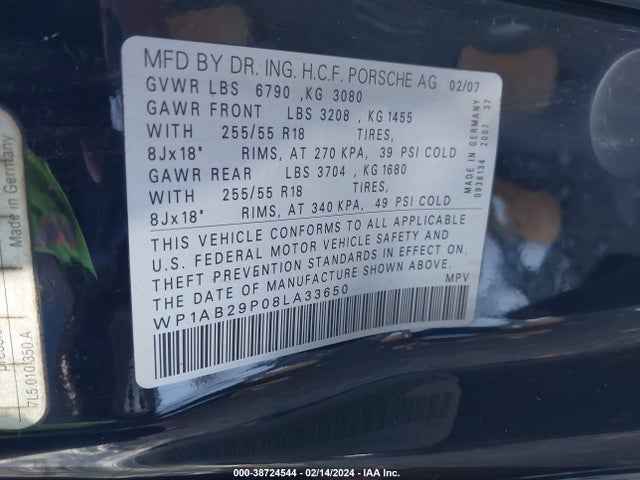 MFD BY DR. ING. H.C.F. PORSCHE AG 02/07
GVWR LBS 6790 ,KG 3080
GAWR FRONT LBS 3208 ,KG 1455
WITH 255/55 R18 TIRES,
8Jx18" RIMS, AT 270 KPA, 39 PSI COLD
GAWR REAR LBS 3704 ,KG1680
WITH 255/55 R18 TIRES,
8Jx18" RIMS, AT 340 KPA, 49 PSI COLD
THIS VEHICLE CONFORMS TO ALL APPLICABLE
U.S. FEDERAL MOTOR VEHICLE SAFETY AND
THEFT PREVENTION STANDARDS IN EFFECT ON
THE DATE OF MANUFACTURE SHOWN ABOVE.
WP1AB29P08LA33650 MPV
MADE IN GERMANY
0938134 2007 37
Made in Germany
7L5 010 350 A
000-38724544 - 02/14/2024 - IAA Inc.